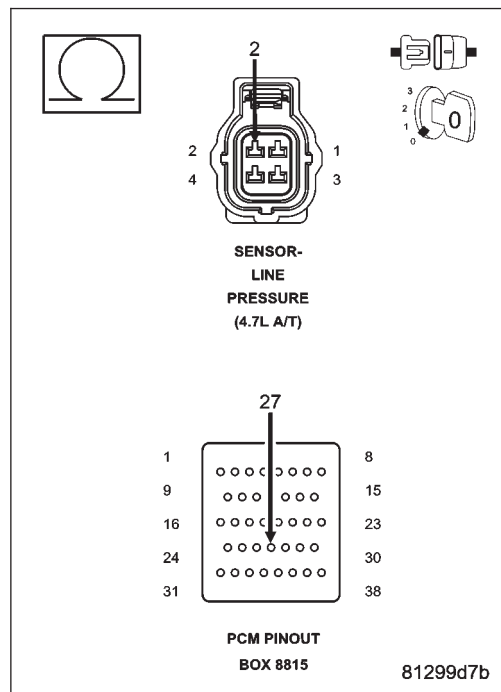 2
3
2
1
0
0
2 1
4 3
SENSOR-
LINE
PRESSURE
(4.7L A/T)
27
1 8
9 15
16 23
24 30
31 38
PCM PINOUT
BOX 8815
81299d7b